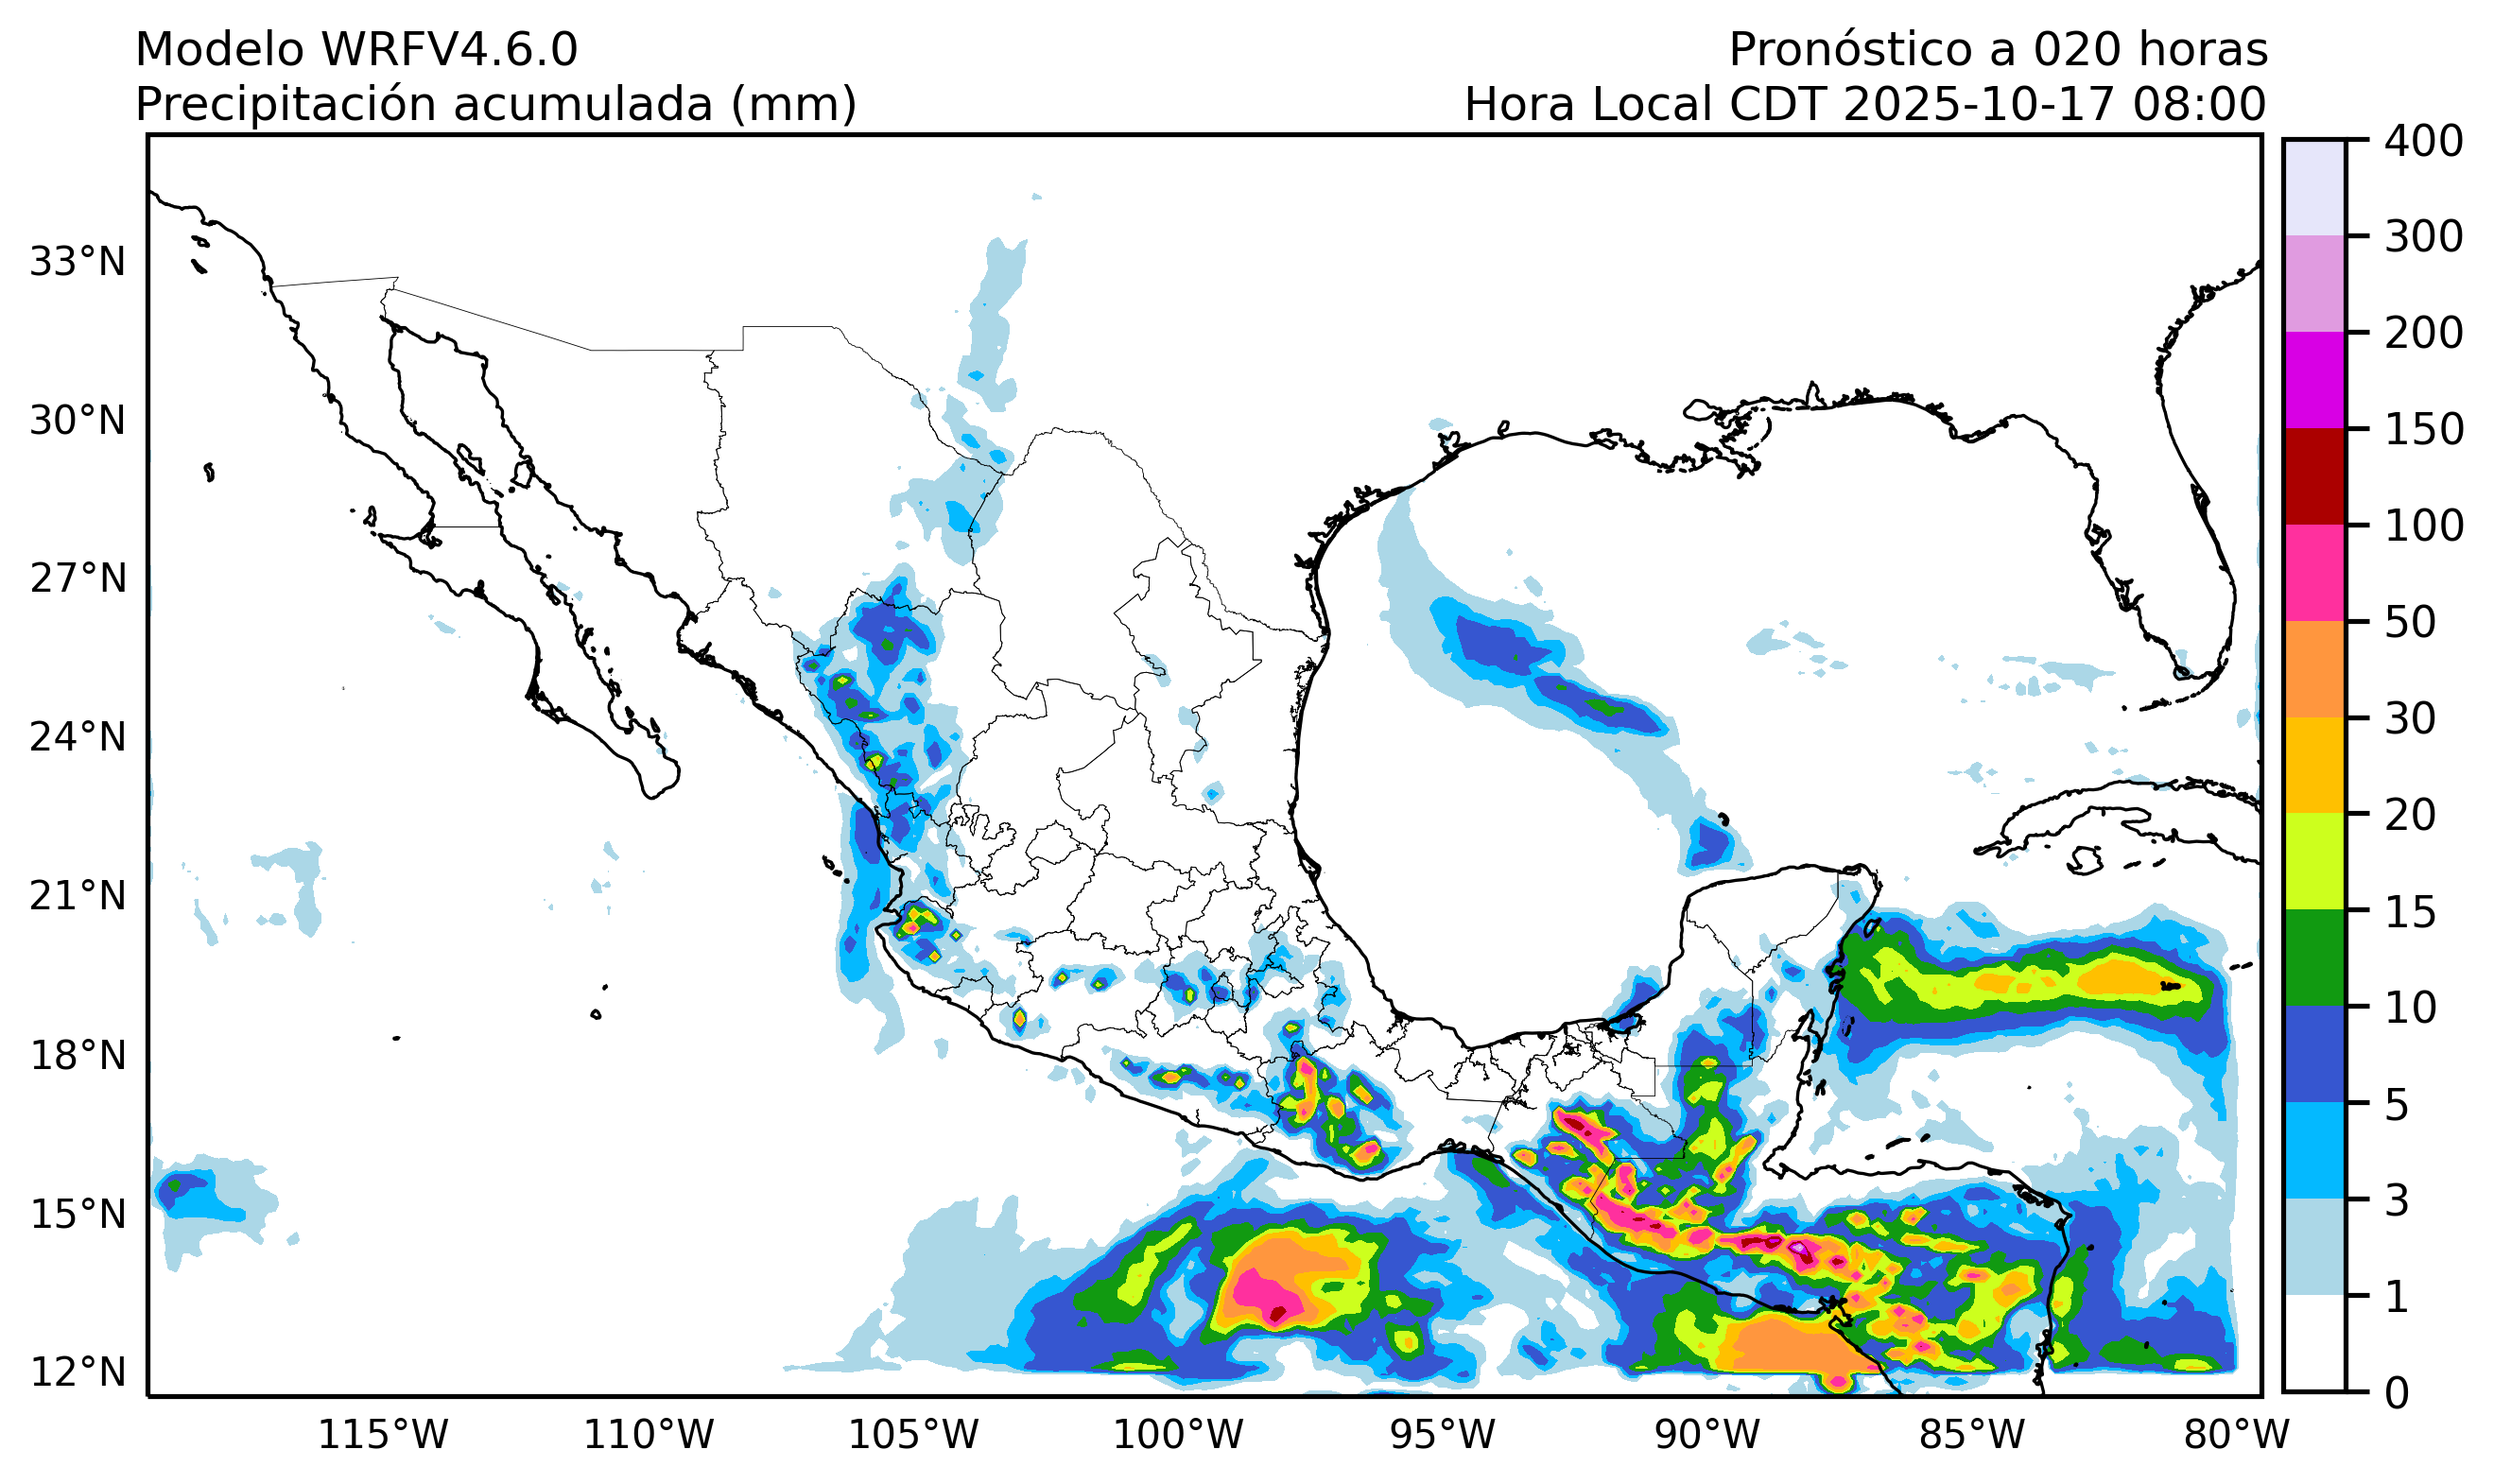 Modelo WRFV4.6.0
Pronóstico a 020 horas
Precipitación acumulada (mm)
Hora Local CDT 2025-10-17 08:00
33°N
30°N
27°N
24°N
21°N
18°N
15°N
12°N
115°W
110°W
105°W
100°W
95°W
90°W
85°W
80°W
400
300
200
150
100
50
30
20
15
10
5
3
1
0